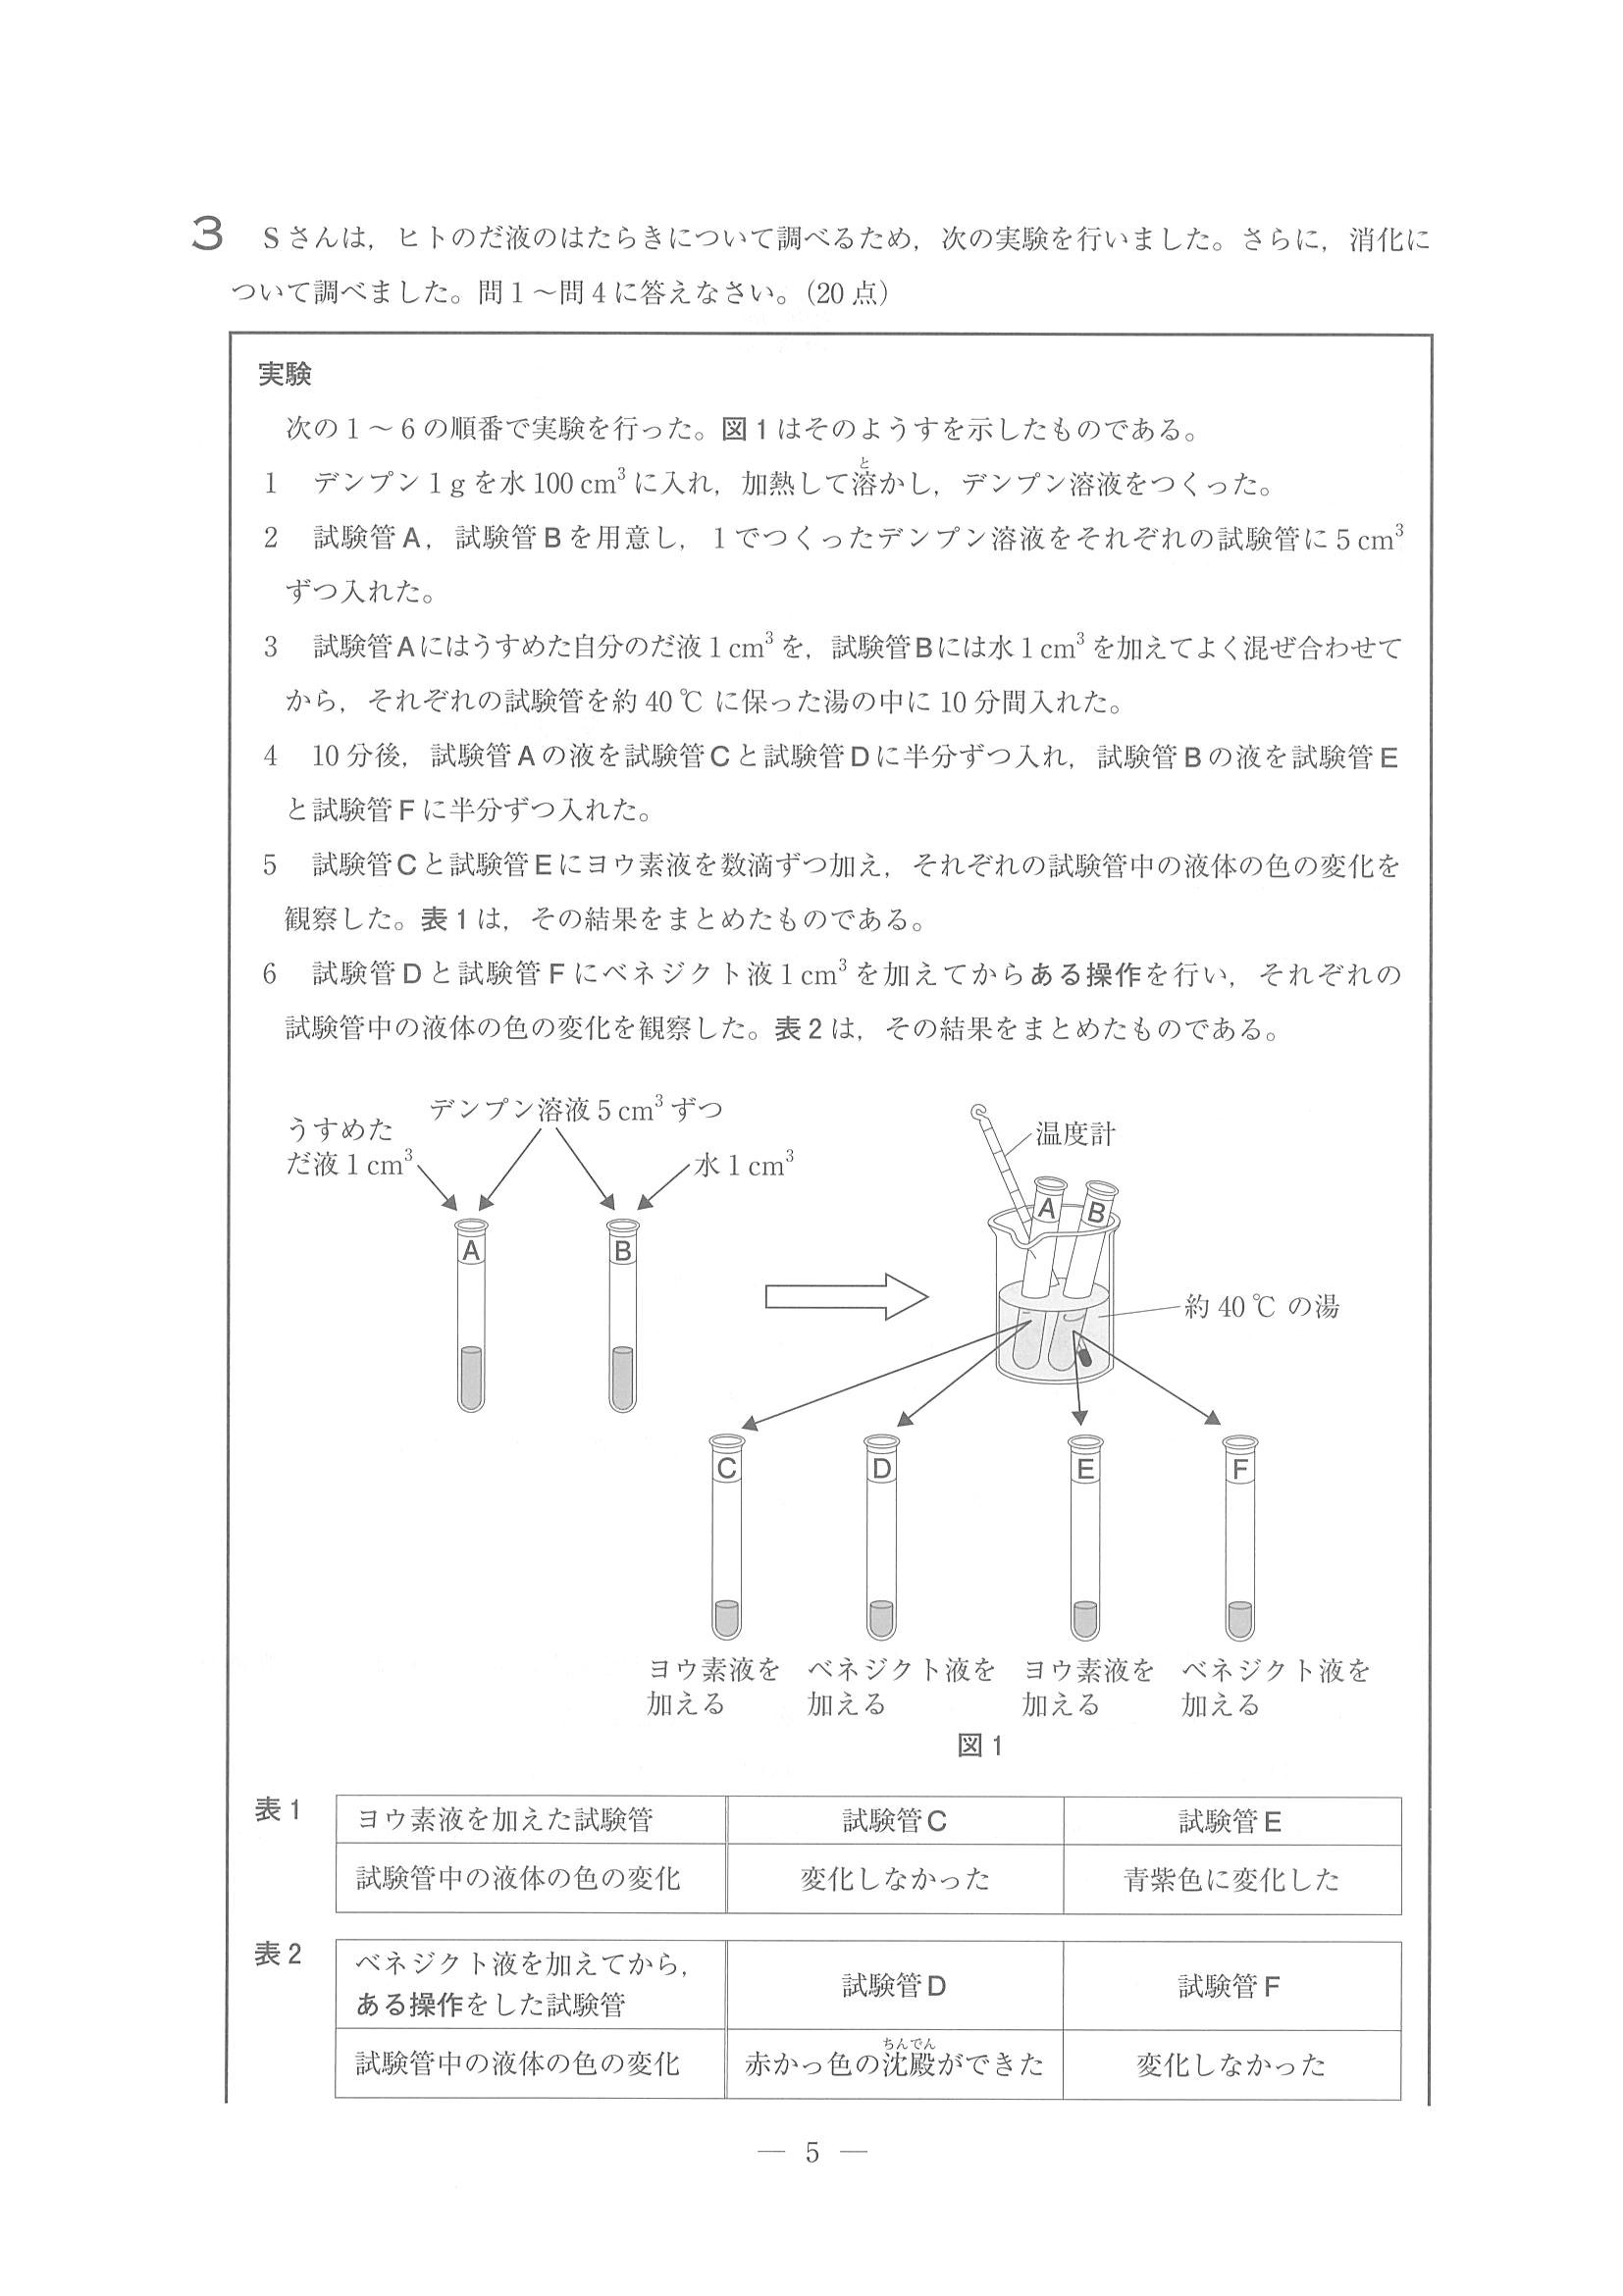 3 Sさんは，ヒトのだ液のはたらきについて調べるため，次の実験を行いました。さらに，消化に
ついて調べました。問1～問4に答えなさい。(20点)
実験
次の1～6の順番で実験を行った。図1はそのようすを示したものである。
と
1 デンプン1gを水100 cm³に入れ，加熱して溶かし，デンプン溶液をつくった。
2 試験管A，試験管Bを用意し，1でつくったデンプン溶液をそれぞれの試験管に5 cm³
ずつ入れた。
3 試験管Aにはうすめた自分のだ液1 cm³を，試験管Bには水1 cm³を加えてよく混ぜ合わせて
から，それぞれの試験管を約40℃に保った湯の中に10分間入れた。
4 10分後，試験管Aの液を試験管Cと試験管Dに半分ずつ入れ，試験管Bの液を試験管E
と試験管Fに半分ずつ入れた。
5 試験管Cと試験管Eにヨウ素液を数滴ずつ加え，それぞれの試験管中の液体の色の変化を
観察した。表1は，その結果をまとめたものである。
6 試験管Dと試験管Fにベネジクト液1 cm³を加えてからある操作を行い，それぞれの
試験管中の液体の色の変化を観察した。表2は，その結果をまとめたものである。
デンプン溶液5 cm³ずつ
うすめた
だ液1 cm³
水1 cm³
温度計
A
B
A
B
約40℃の湯
C
D
E
F
ヨウ素液を
加える
ベネジクト液を
加える
ヨウ素液を
加える
ベネジクト液を
加える
図1
表1
ヨウ素液を加えた試験管 試験管C 試験管E
試験管中の液体の色の変化 変化しなかった 青紫色に変化した
表2
ベネジクト液を加えてから，
ある操作をした試験管 試験管D 試験管F
ちんでん
試験管中の液体の色の変化 赤かっ色の沈殿ができた 変化しなかった
— 5 —